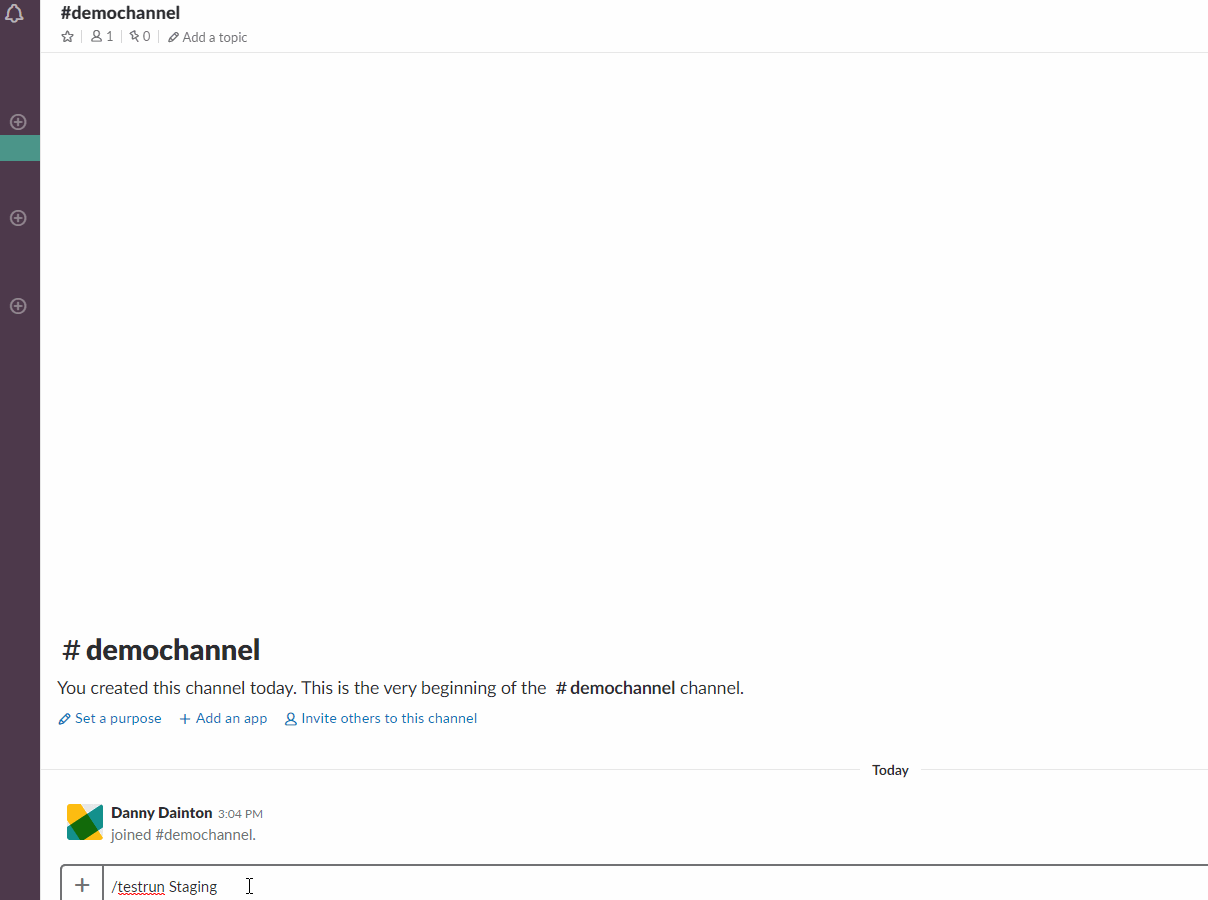 #demochannel
1 0 Add a topic
# demochannel
You created this channel today. This is the very beginning of the # demochannel channel.
Set a purpose + Add an app Invite others to this channel
Today
Danny Dainton 3:04 PM
joined #demochannel.
+ /testrun Staging